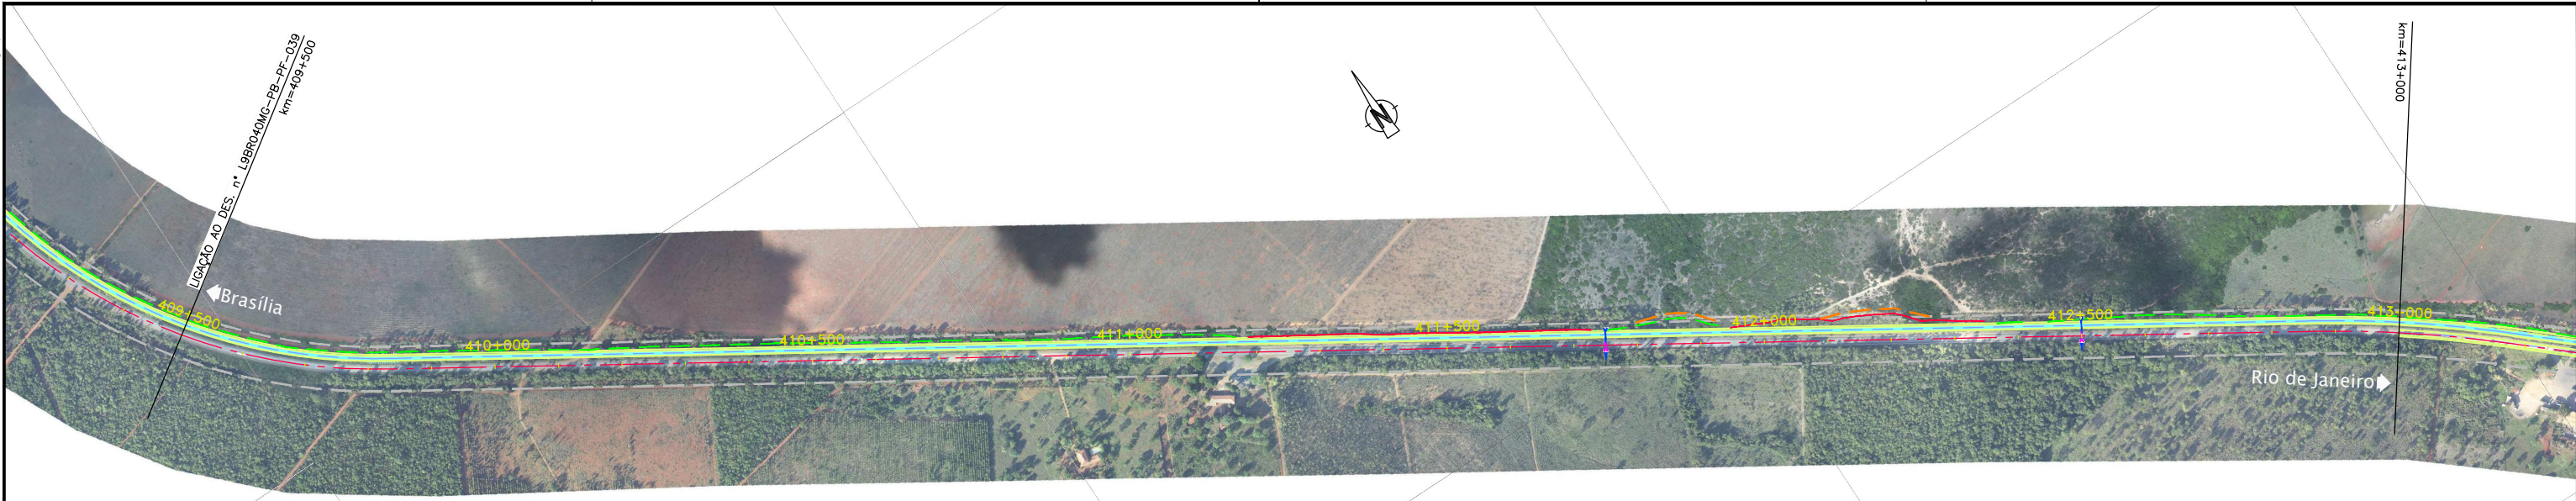 LIGAÇÃO AO DES. n° L9BR040MG-PB-PF-039
km=409+500
N
km=413+000
Brasília
409+500
410+000
410+500
411+000
411+500
412+000
412+500
413+000
Rio de Janeiro